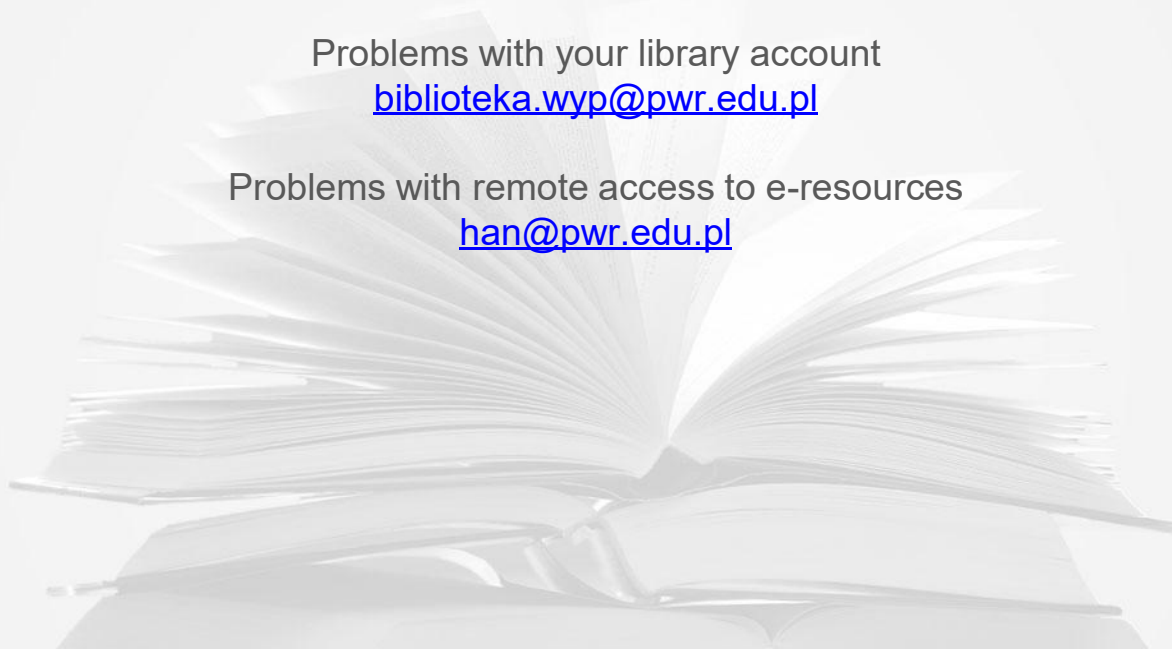 Problems with your library account
biblioteka.wyp@pwr.edu.pl
Problems with remote access to e-resources
han@pwr.edu.pl